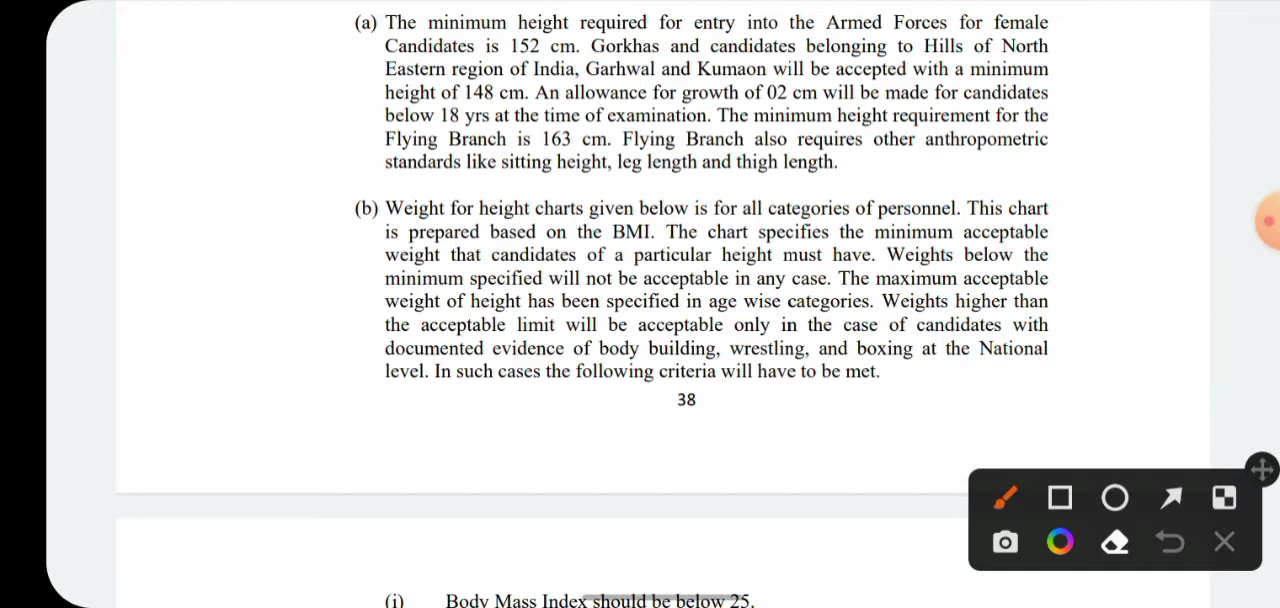 (a) The minimum height required for entry into the Armed Forces for female
Candidates is 152 cm. Gorkhas and candidates belonging to Hills of North
Eastern region of India, Garhwal and Kumaon will be accepted with a minimum
height of 148 cm. An allowance for growth of 02 cm will be made for candidates
below 18 yrs at the time of examination. The minimum height requirement for the
Flying Branch is 163 cm. Flying Branch also requires other anthropometric
standards like sitting height, leg length and thigh length.
(b) Weight for height charts given below is for all categories of personnel. This chart
is prepared based on the BMI. The chart specifies the minimum acceptable
weight that candidates of a particular height must have. Weights below the
minimum specified will not be acceptable in any case. The maximum acceptable
weight of height has been specified in age wise categories. Weights higher than
the acceptable limit will be acceptable only in the case of candidates with
documented evidence of body building, wrestling, and boxing at the National
level. In such cases the following criteria will have to be met.
38
(i) Body Mass Index should be below 25.